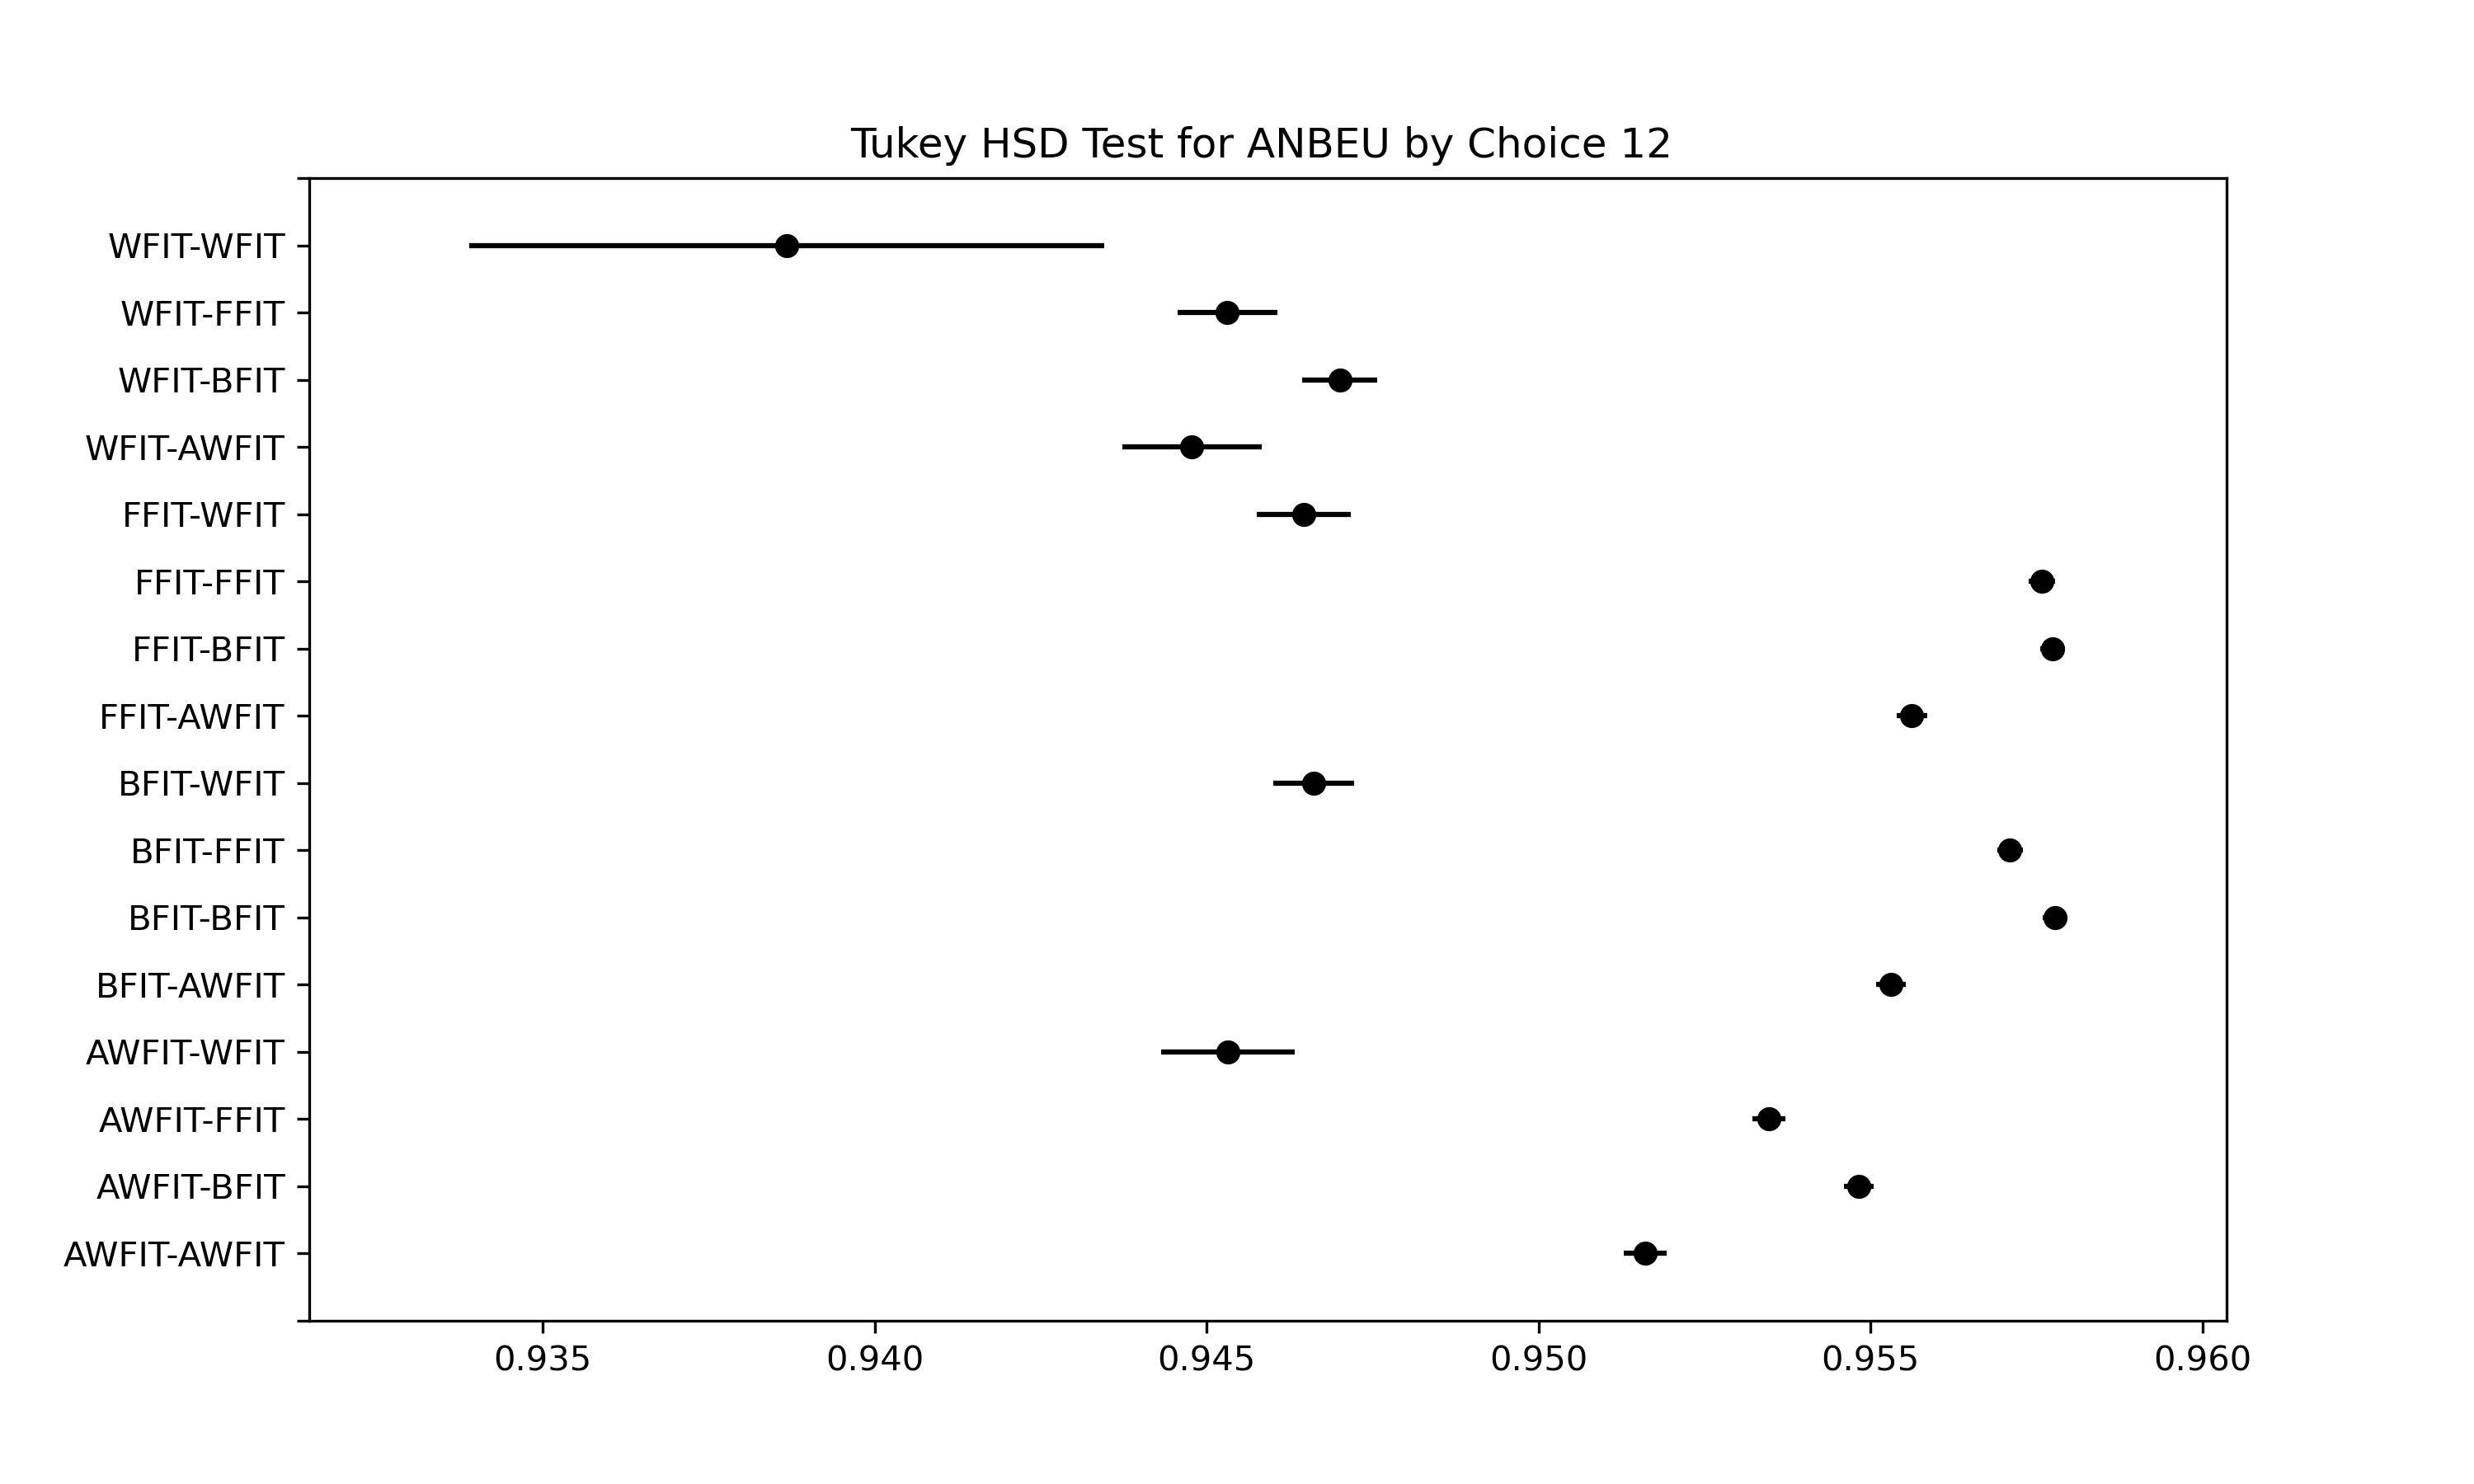 Tukey HSD Test for ANBEU by Choice 12
WFIT-WFIT
WFIT-FFIT
WFIT-BFIT
WFIT-AWFIT
FFIT-WFIT
FFIT-FFIT
FFIT-BFIT
FFIT-AWFIT
BFIT-WFIT
BFIT-FFIT
BFIT-BFIT
BFIT-AWFIT
AWFIT-WFIT
AWFIT-FFIT
AWFIT-BFIT
AWFIT-AWFIT
0.935 0.940 0.945 0.950 0.955 0.960